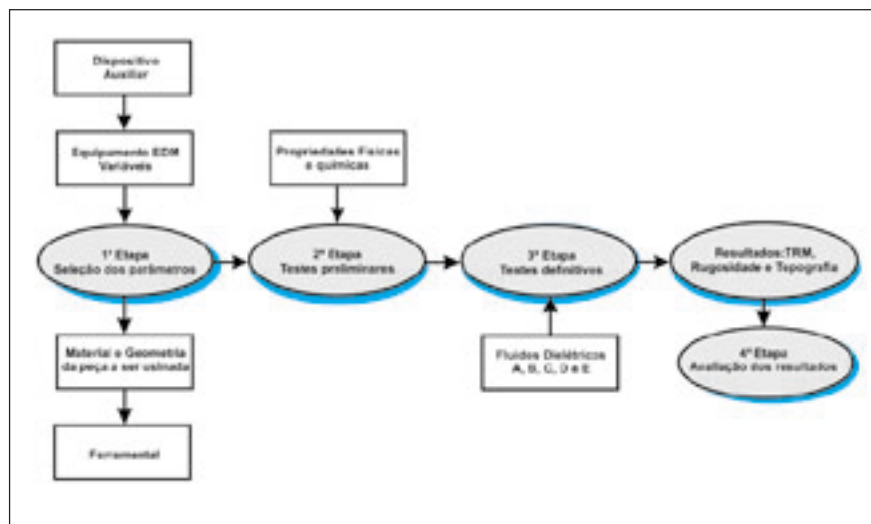 Dispositivo
Auxiliar
Equipamento EDM
Variáveis
Propriedades Físicas
e químicas
1ª Etapa
Seleção dos parâmetros
2ª Etapa
Testes preliminares
3ª Etapa
Testes definitivos
Resultados:TRM,
Rugosidade e Topografia
Material e Geometria
da peça a ser usinada
Fluidos Dielétricos
A, B, C, D e E
4ª Etapa
Avaliação dos resultados
Ferramental